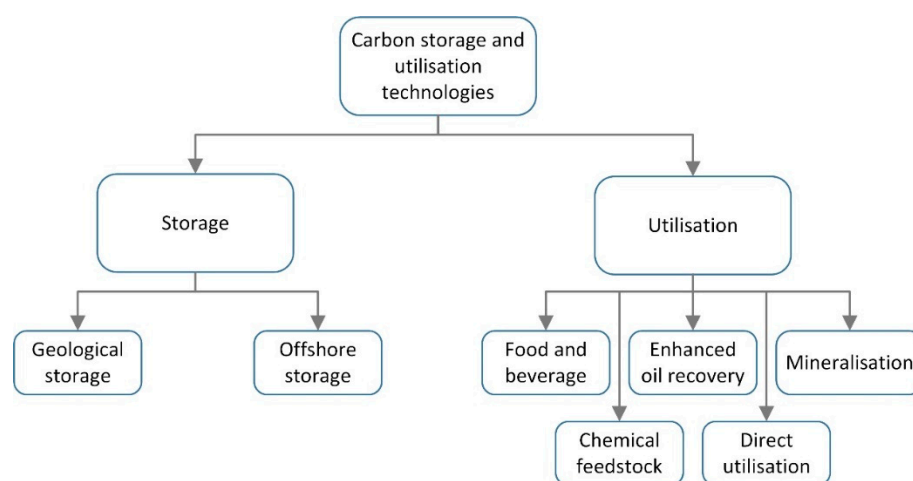 Carbon storage and
utilisation
technologies
Storage
Utilisation
Geological
storage
Offshore
storage
Food and
beverage
Enhanced
oil recovery
Mineralisation
Chemical
feedstock
Direct
utilisation